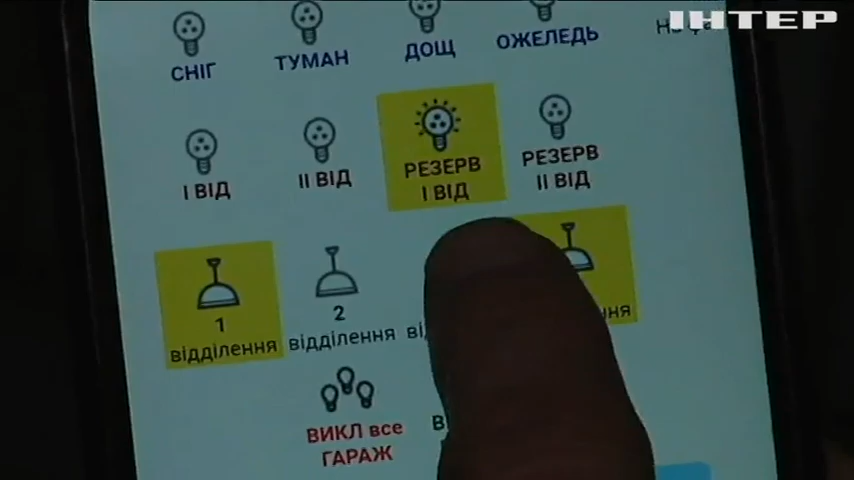 ІНТЕР
СНІГ
ТУМАН
ДОЩ
ОЖЕЛЕДЬ
І ВІД
ІІ ВІД
РЕЗЕРВ
І ВІД
РЕЗЕРВ
ІІ ВІД
1
відділення
2
відділення
ВИКЛ все
ГАРАЖ